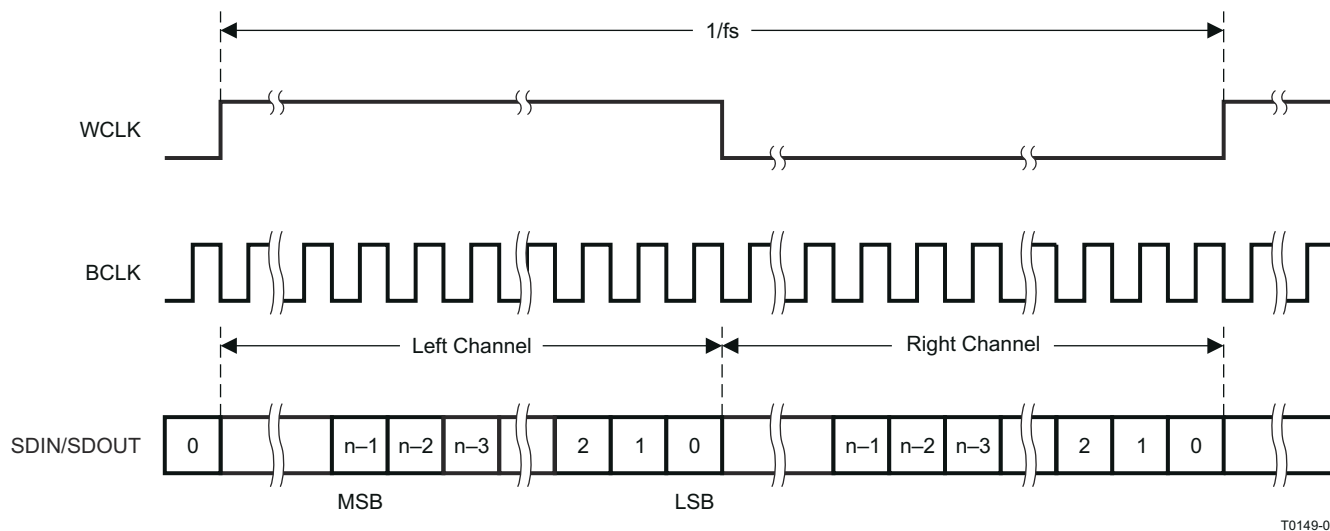 1/fs
WCLK
BCLK
Left Channel Right Channel
SDIN/SDOUT 0 n–1 n–2 n–3 2 1 0 n–1 n–2 n–3 2 1 0
MSB LSB
T0149-0